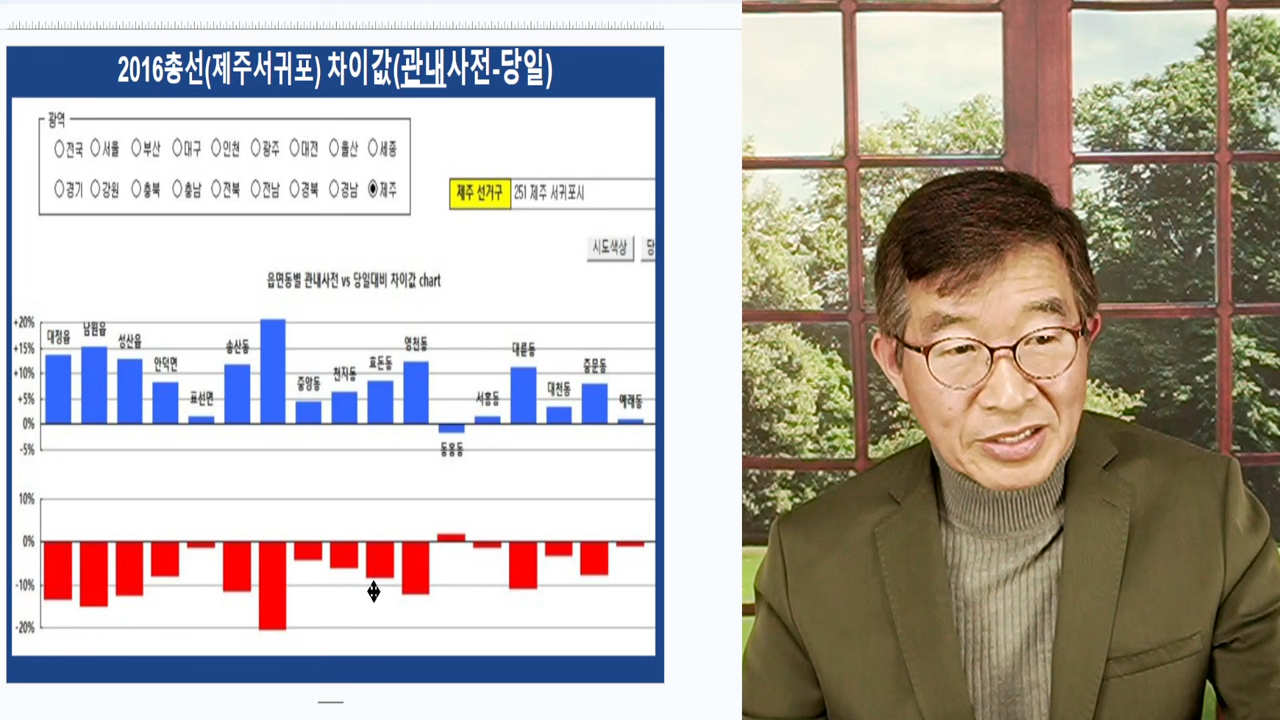 2016총선(제주서귀포) 차이값(관내사전-당일)
광역
전국 서울 부산 대구 인천 광주 대전 울산 세종
경기 강원 충북 충남 전북 전남 경북 경남 제주
제주 선거구 251 제주 서귀포시
시도색상 당
읍면동별 관내사전 vs 당일대비 차이값 chart
+20%
+15%
+10%
+5%
0%
-5%
대정읍 남원읍 성산읍 안덕면 표선면 송산동 중앙동 천지동 효돈동 영천동 동홍동 서홍동 대륜동 대천동 중문동 예래동
10%
0%
-10%
-20%